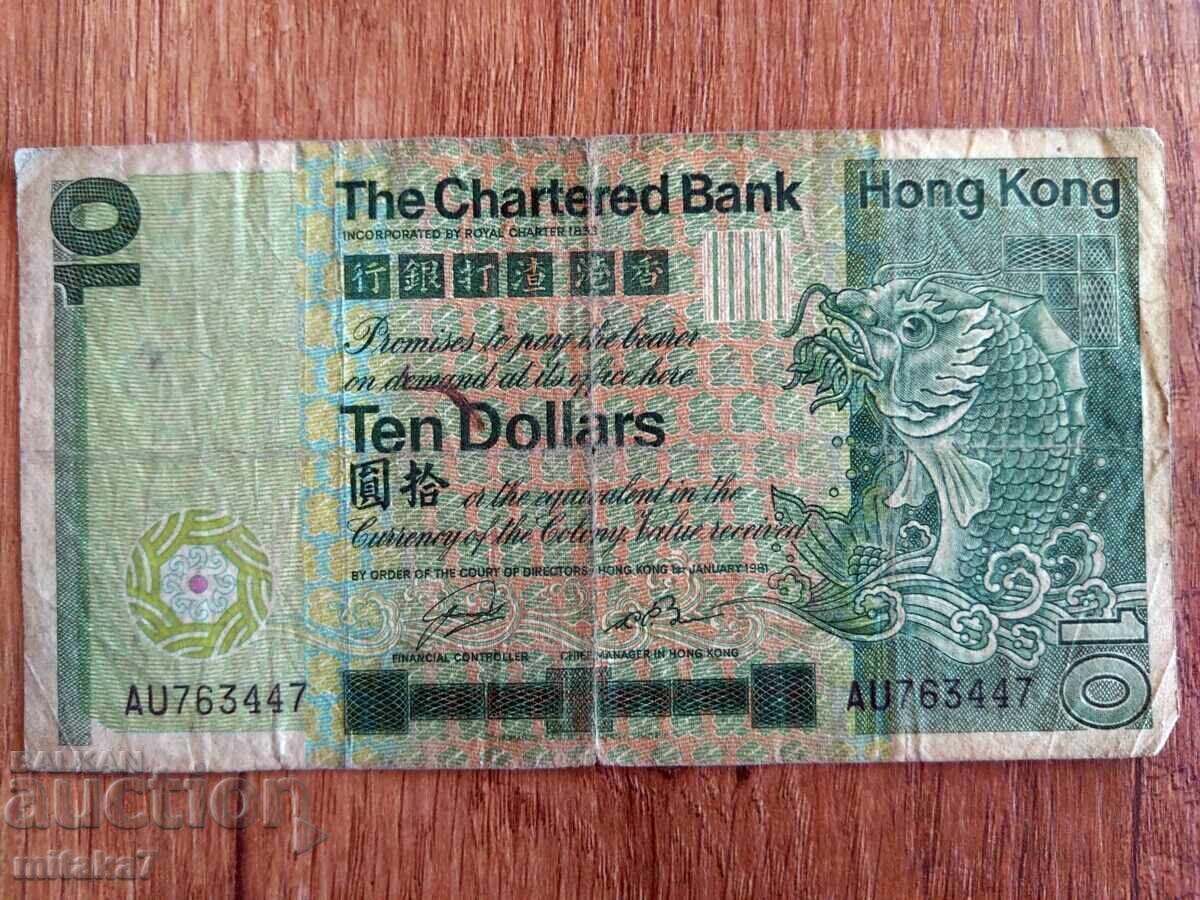 10
The Chartered Bank
INCORPORATED BY ROYAL CHARTER 1853
行銀打渣港香
Promises to pay the bearer
on demand at its office here
Ten Dollars
圓拾
or the equivalent in the
Currency of the Colony. Value received
BY ORDER OF THE COURT OF DIRECTORS HONG KONG 1ST JANUARY 1981
FINANCIAL CONTROLLER
CHIEF MANAGER IN HONG KONG
AU763447
Hong Kong
AU763447
10
BALKAN
auction
mitaka7